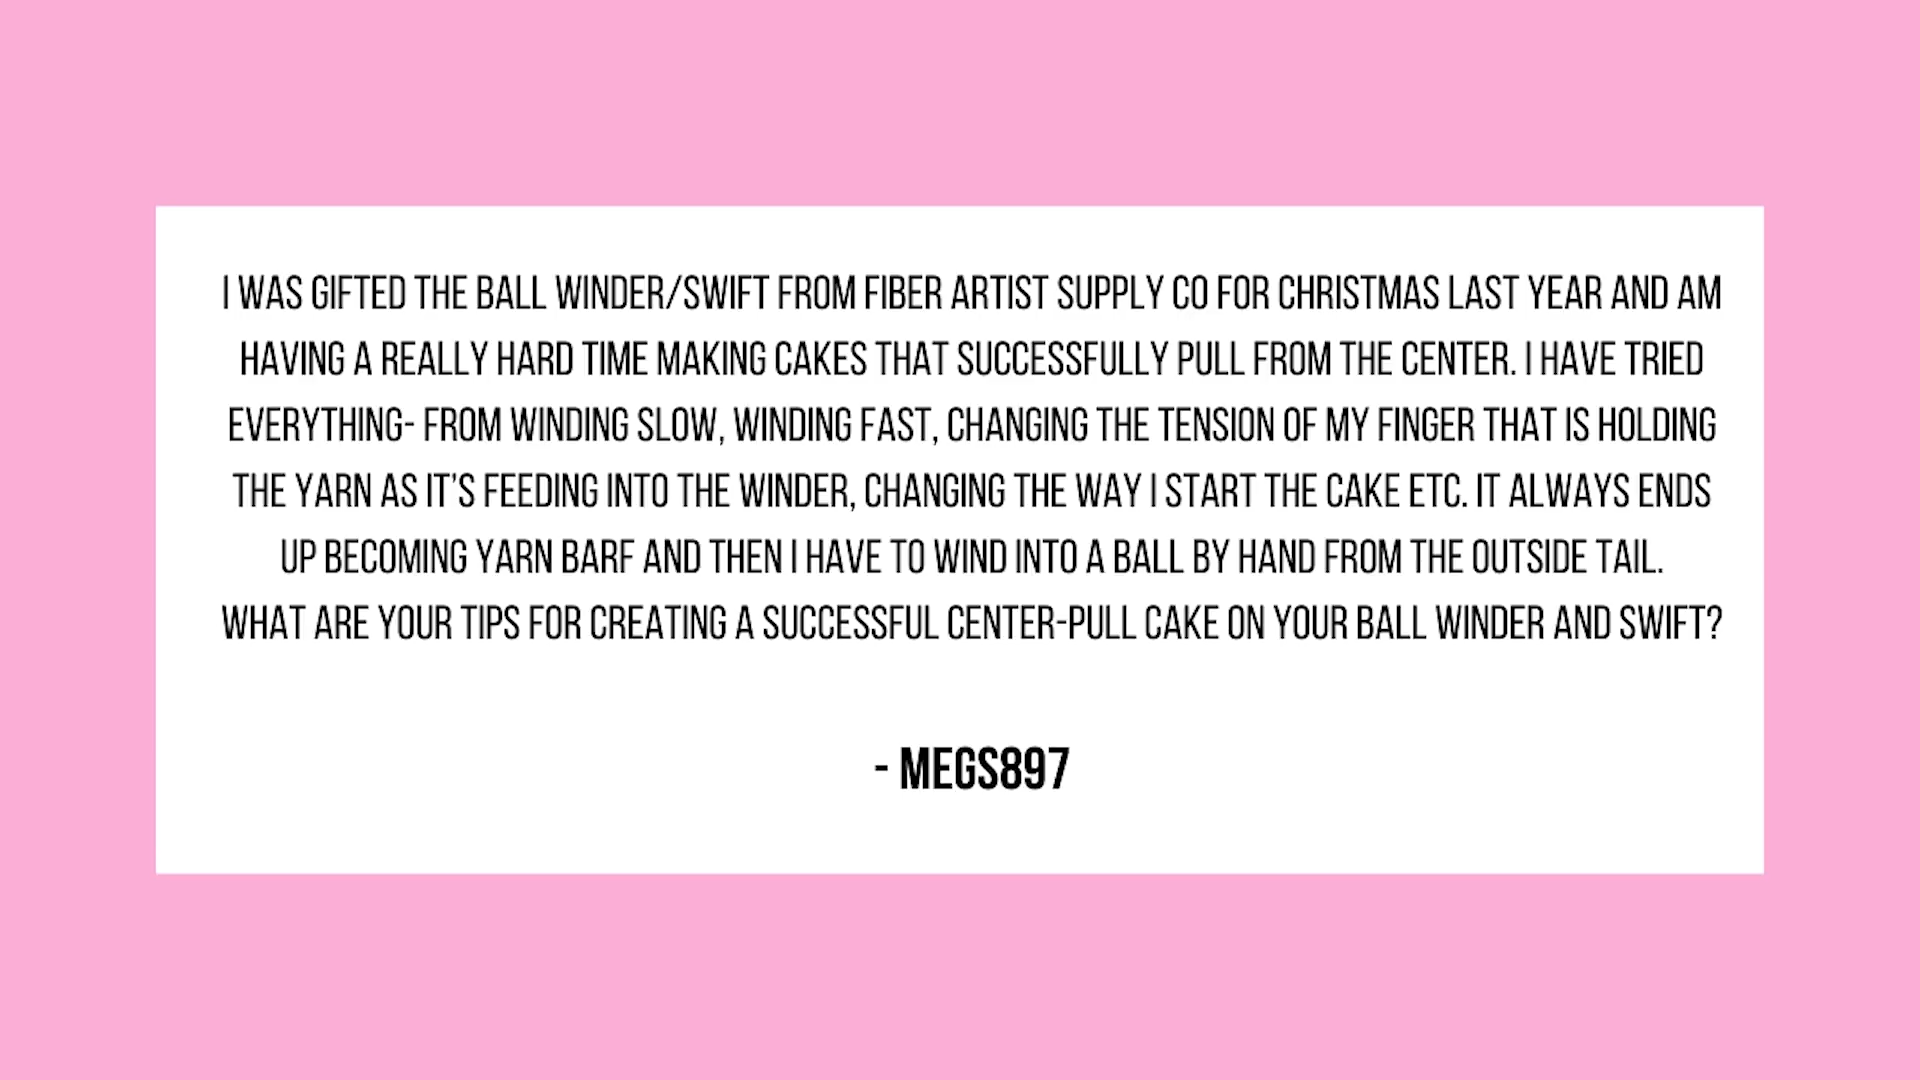 I WAS GIFTED THE BALL WINDER/SWIFT FROM FIBER ARTIST SUPPLY CO FOR CHRISTMAS LAST YEAR AND AM
HAVING A REALLY HARD TIME MAKING CAKES THAT SUCCESSFULLY PULL FROM THE CENTER. I HAVE TRIED
EVERYTHING- FROM WINDING SLOW, WINDING FAST, CHANGING THE TENSION OF MY FINGER THAT IS HOLDING
THE YARN AS IT'S FEEDING INTO THE WINDER, CHANGING THE WAY I START THE CAKE ETC. IT ALWAYS ENDS
UP BECOMING YARN BARF AND THEN I HAVE TO WIND INTO A BALL BY HAND FROM THE OUTSIDE TAIL.
WHAT ARE YOUR TIPS FOR CREATING A SUCCESSFUL CENTER-PULL CAKE ON YOUR BALL WINDER AND SWIFT?
- MEGS897